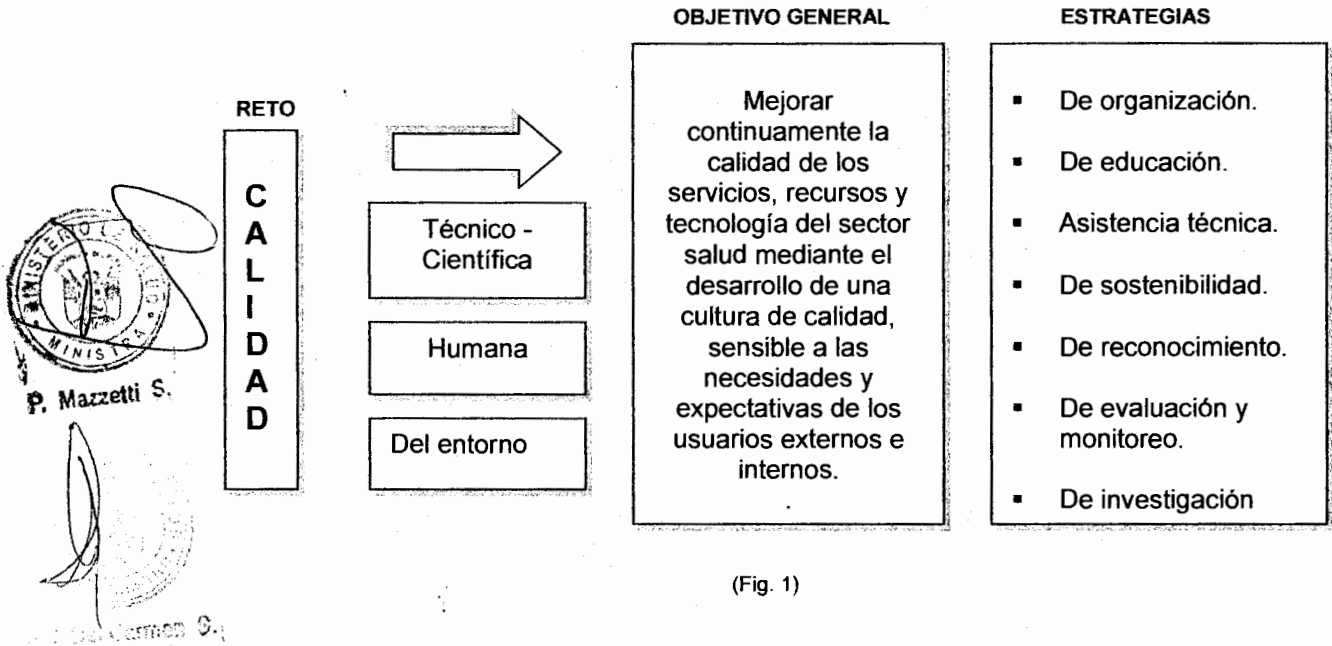 RETO
C
A
L
I
D
A
D
Técnico -
Científica
Humana
Del entorno
OBJETIVO GENERAL
Mejorar
continuamente la
calidad de los
servicios, recursos y
tecnología del sector
salud mediante el
desarrollo de una
cultura de calidad,
sensible a las
necesidades y
expectativas de los
usuarios externos e
internos.
.
ESTRATEGIAS
▪ De organización.
▪ De educación.
▪ Asistencia técnica.
▪ De sostenibilidad.
▪ De reconocimiento.
▪ De evaluación y
monitoreo.
▪ De investigación
(Fig. 1)
P. Mazzetti S.